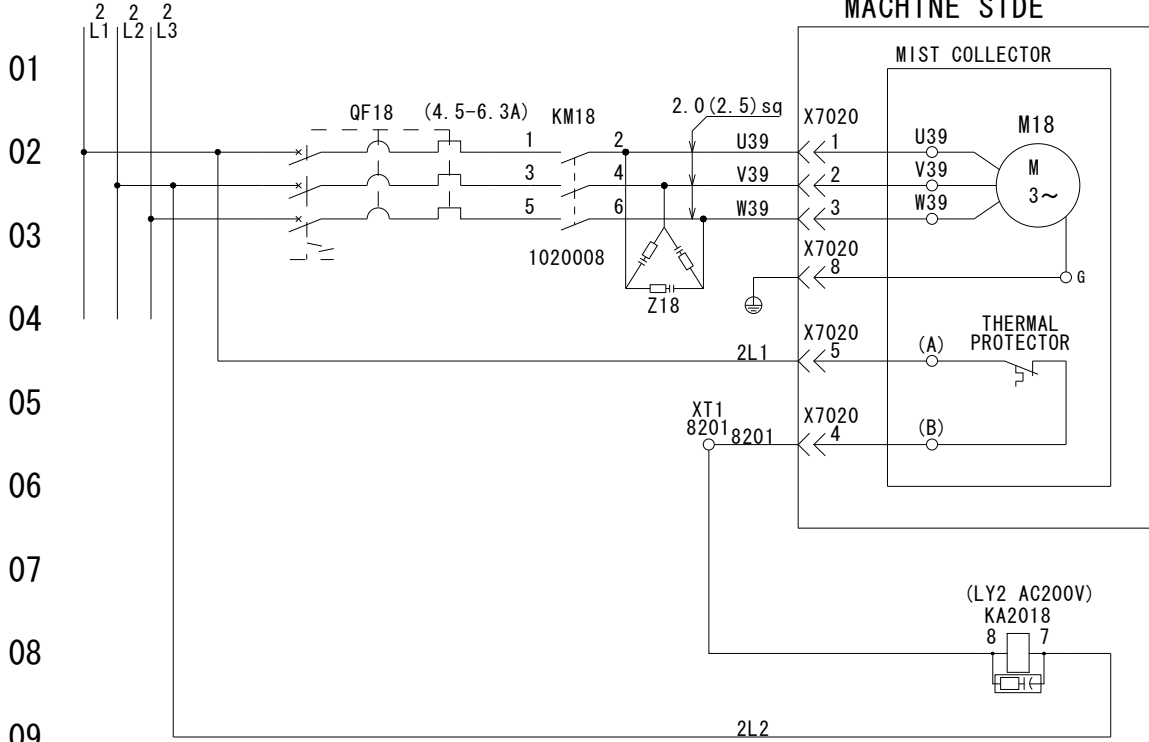 MACHINE SIDE
2 2 2
L1 L2 L3
01
MIST COLLECTOR
QF18 (4.5-6.3A) KM18
2.0(2.5)sq
X7020
M18
02
1 2 U39 1 U39
3 4 V39 2 V39
M
3~
5 6 W39 3 W39
03
1020008
X7020
8
G
Z18
04
THERMAL
PROTECTOR
X7020
2L1 5 (A)
05
XT1
8201 8201
X7020
4 (B)
06
07
(LY2 AC200V)
KA2018
08
8 7
09
2L2